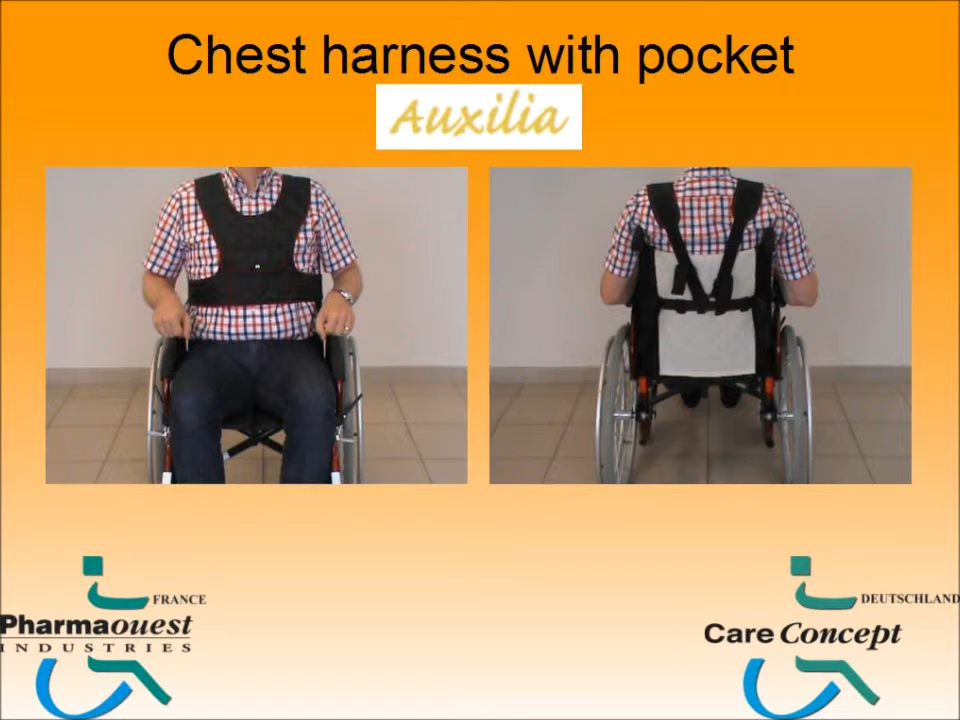 Chest harness with pocket
Auxilia
FRANCE
Pharmaouest
INDUSTRIES
DEUTSCHLAND
Care Concept